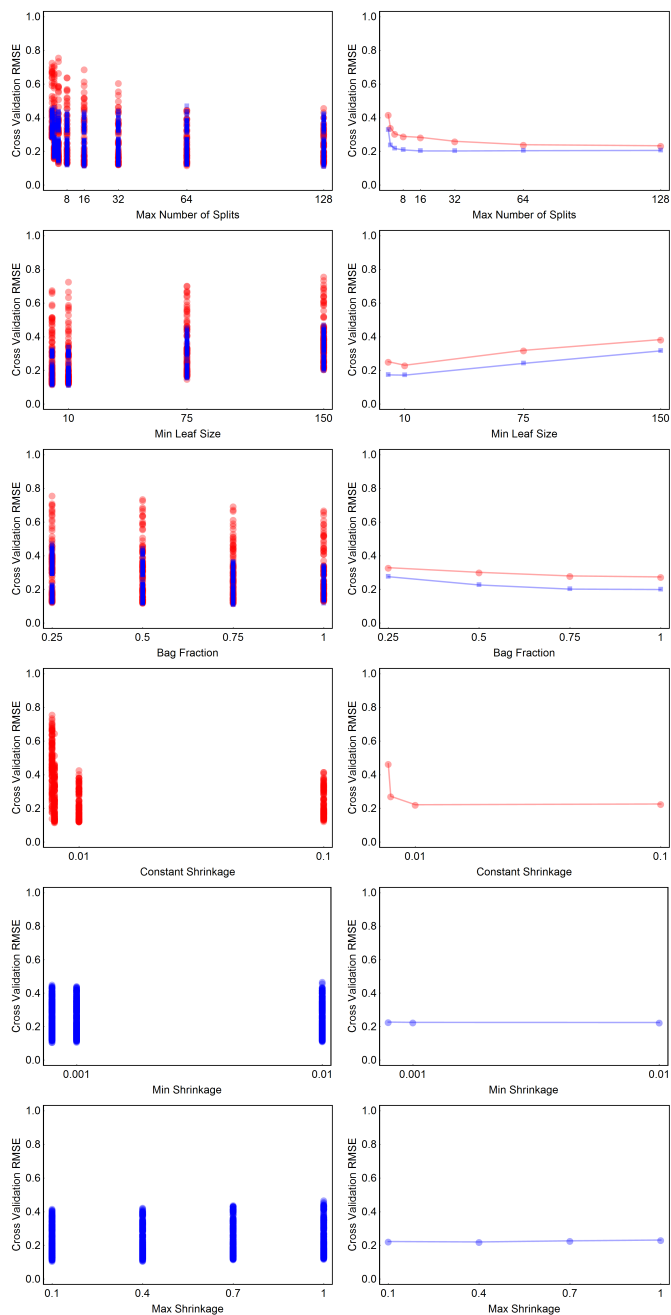 Cross Validation RMSE
1.0
0.8
0.6
0.4
0.2
0.0
8 16 32 64 128
Max Number of Splits
Cross Validation RMSE
1.0
0.8
0.6
0.4
0.2
0.0
8 16 32 64 128
Max Number of Splits
Cross Validation RMSE
1.0
0.8
0.6
0.4
0.2
0.0
10 75 150
Min Leaf Size
Cross Validation RMSE
1.0
0.8
0.6
0.4
0.2
0.0
10 75 150
Min Leaf Size
Cross Validation RMSE
1.0
0.8
0.6
0.4
0.2
0.0
0.25 0.5 0.75 1
Bag Fraction
Cross Validation RMSE
1.0
0.8
0.6
0.4
0.2
0.0
0.25 0.5 0.75 1
Bag Fraction
Cross Validation RMSE
1.0
0.8
0.6
0.4
0.2
0.0
0.01 0.1
Constant Shrinkage
Cross Validation RMSE
1.0
0.8
0.6
0.4
0.2
0.0
0.01 0.1
Constant Shrinkage
Cross Validation RMSE
1.0
0.8
0.6
0.4
0.2
0.0
0.001 0.01
Min Shrinkage
Cross Validation RMSE
1.0
0.8
0.6
0.4
0.2
0.0
0.001 0.01
Min Shrinkage
Cross Validation RMSE
1.0
0.8
0.6
0.4
0.2
0.0
0.1 0.4 0.7 1
Max Shrinkage
Cross Validation RMSE
1.0
0.8
0.6
0.4
0.2
0.0
0.1 0.4 0.7 1
Max Shrinkage